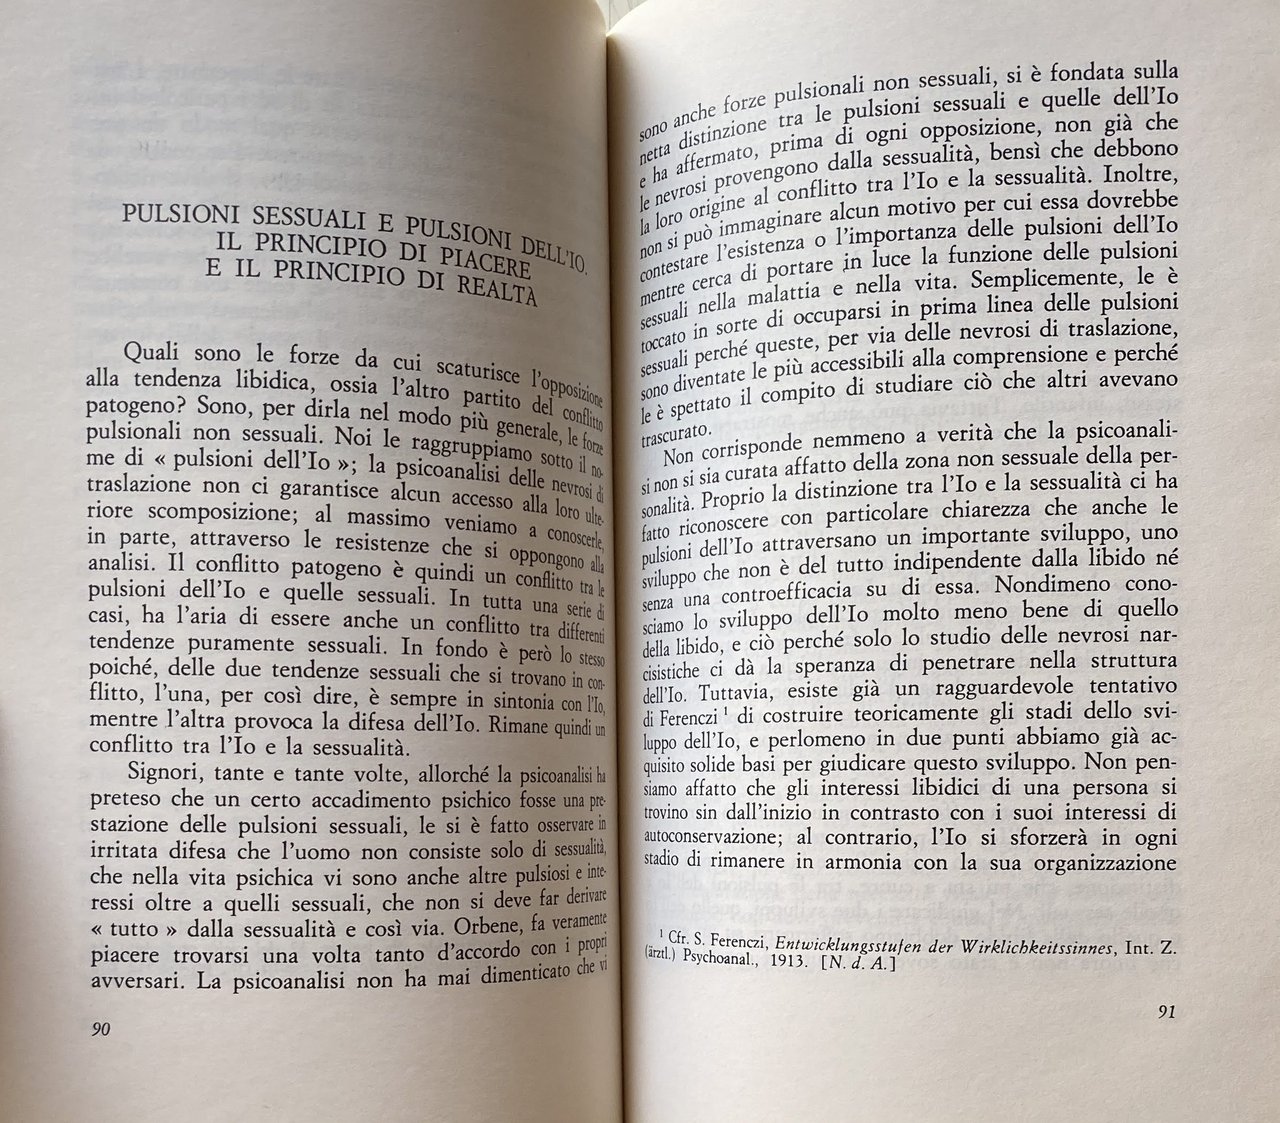 PULSIONI SESSUALI E PULSIONI DELL'IO.
IL PRINCIPIO DI PIACERE
E IL PRINCIPIO DI REALTÀ
Quali sono le forze da cui scaturisce l'opposizione
alla tendenza libidica, ossia l'altro partito del conflitto
patogeno? Sono, per dirla nel modo più generale, le forze
pulsionali non sessuali. Noi le raggruppiamo sotto il no-
me di « pulsioni dell'Io »; la psicoanalisi delle nevrosi di
traslazione non ci garantisce alcun accesso alla loro ulte-
riore scomposizione; al massimo veniamo a conoscerle,
in parte, attraverso le resistenze che si oppongono alla
analisi. Il conflitto patogeno è quindi un conflitto tra le
pulsioni dell'Io e quelle sessuali. In tutta una serie di
casi, ha l'aria di essere anche un conflitto tra differenti
tendenze puramente sessuali. In fondo è però lo stesso
poiché, delle due tendenze sessuali che si trovano in con-
flitto, l'una, per così dire, è sempre in sintonia con l'Io,
mentre l'altra provoca la difesa dell'Io. Rimane quindi un
conflitto tra l'Io e la sessualità.
Signori, tante e tante volte, allorché la psicoanalisi ha
preteso che un certo accadimento psichico fosse una pre-
stazione delle pulsioni sessuali, le si è fatto osservare in
irritata difesa che l'uomo non consiste solo di sessualità,
che nella vita psichica vi sono anche altre pulsiosi e inte-
ressi oltre a quelli sessuali, che non si deve far derivare
« tutto » dalla sessualità e così via. Orbene, fa veramente
piacere trovarsi una volta tanto d'accordo con i propri
avversari. La psicoanalisi non ha mai dimenticato che vi
90
sono anche forze pulsionali non sessuali, si è fondata sulla
netta distinzione tra le pulsioni sessuali e quelle dell'Io
e ha affermato, prima di ogni opposizione, non già che
le nevrosi provengono dalla sessualità, bensì che debbono
la loro origine al conflitto tra l'Io e la sessualità. Inoltre,
non si può immaginare alcun motivo per cui essa dovrebbe
contestare l'esistenza o l'importanza delle pulsioni dell'Io
mentre cerca di portare in luce la funzione delle pulsioni
sessuali nella malattia e nella vita. Semplicemente, le è
toccato in sorte di occuparsi in prima linea delle pulsioni
sessuali perché queste, per via delle nevrosi di traslazione,
sono diventate le più accessibili alla comprensione e perché
le è spettato il compito di studiare ciò che altri avevano
trascurato.
Non corrisponde nemmeno a verità che la psicoanali-
si non si sia curata affatto della zona non sessuale della per-
sonalità. Proprio la distinzione tra l'Io e la sessualità ci ha
fatto riconoscere con particolare chiarezza che anche le
pulsioni dell'Io attraversano un importante sviluppo, uno
sviluppo che non è del tutto indipendente dalla libido né
senza una controefficacia su di essa. Nondimeno cono-
sciamo lo sviluppo dell'Io molto meno bene di quello
della libido, e ciò perché solo lo studio delle nevrosi nar-
cisistiche ci dà la speranza di penetrare nella struttura
dell'Io. Tuttavia, esiste già un ragguardevole tentativo
di Ferenczi ¹ di costruire teoricamente gli stadi dello svi-
luppo dell'Io, e perlomeno in due punti abbiamo già ac-
quisito solide basi per giudicare questo sviluppo. Non pen-
siamo affatto che gli interessi libidici di una persona si
trovino sin dall'inizio in contrasto con i suoi interessi di
autoconservazione; al contrario, l'Io si sforzerà in ogni
stadio di rimanere in armonia con la sua organizzazione
¹ Cfr. S. Ferenczi, Entwicklungsstufen der Wirklichkeitssinnes, Int. Z.
(ärztl.) Psychoanal., 1913. [N. d. A.]
91